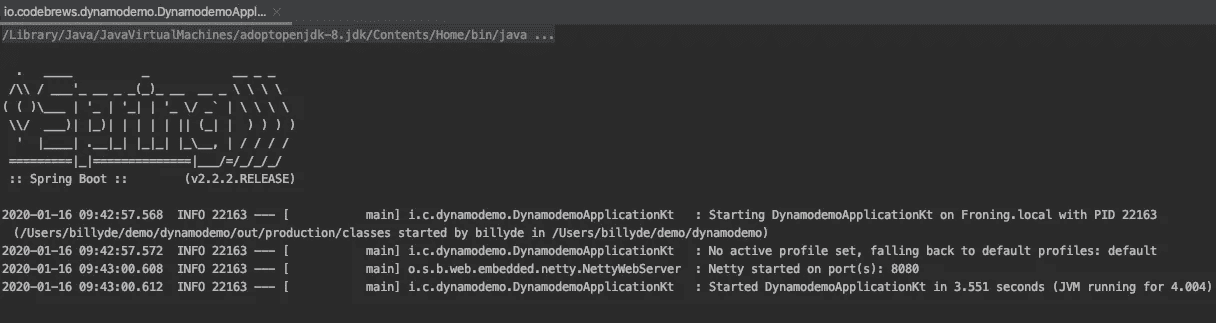 io.codebrews.dynamodemo.DynamodemoAppl...
/Library/Java/JavaVirtualMachines/adoptopenjdk-8.jdk/Contents/Home/bin/java ...
  .   ____          _            __ _ _
 /\\ / ___'_ __ _ _(_)_ __  __ _ \ \ \ \
( ( )\___ | '_ | '_| | '_ \/ _` | \ \ \ \
 \\/  ___)| |_)| | | | | || (_| |  ) ) ) )
  '  |____| .__|_| |_|_| |_\__, | / / / /
 =========|_|==============|___/=/_/_/_/
 :: Spring Boot ::        (v2.2.2.RELEASE)
2020-01-16 09:42:57.568  INFO 22163 --- [           main] i.c.dynamodemo.DynamodemoApplicationKt   : Starting DynamodemoApplicationKt on Froning.local with PID 22163
(/Users/billyde/demo/dynamodemo/out/production/classes started by billyde in /Users/billyde/demo/dynamodemo)
2020-01-16 09:42:57.572  INFO 22163 --- [           main] i.c.dynamodemo.DynamodemoApplicationKt   : No active profile set, falling back to default profiles: default
2020-01-16 09:43:00.608  INFO 22163 --- [           main] o.s.b.web.embedded.netty.NettyWebServer  : Netty started on port(s): 8080
2020-01-16 09:43:00.612  INFO 22163 --- [           main] i.c.dynamodemo.DynamodemoApplicationKt   : Started DynamodemoApplicationKt in 3.551 seconds (JVM running for 4.004)